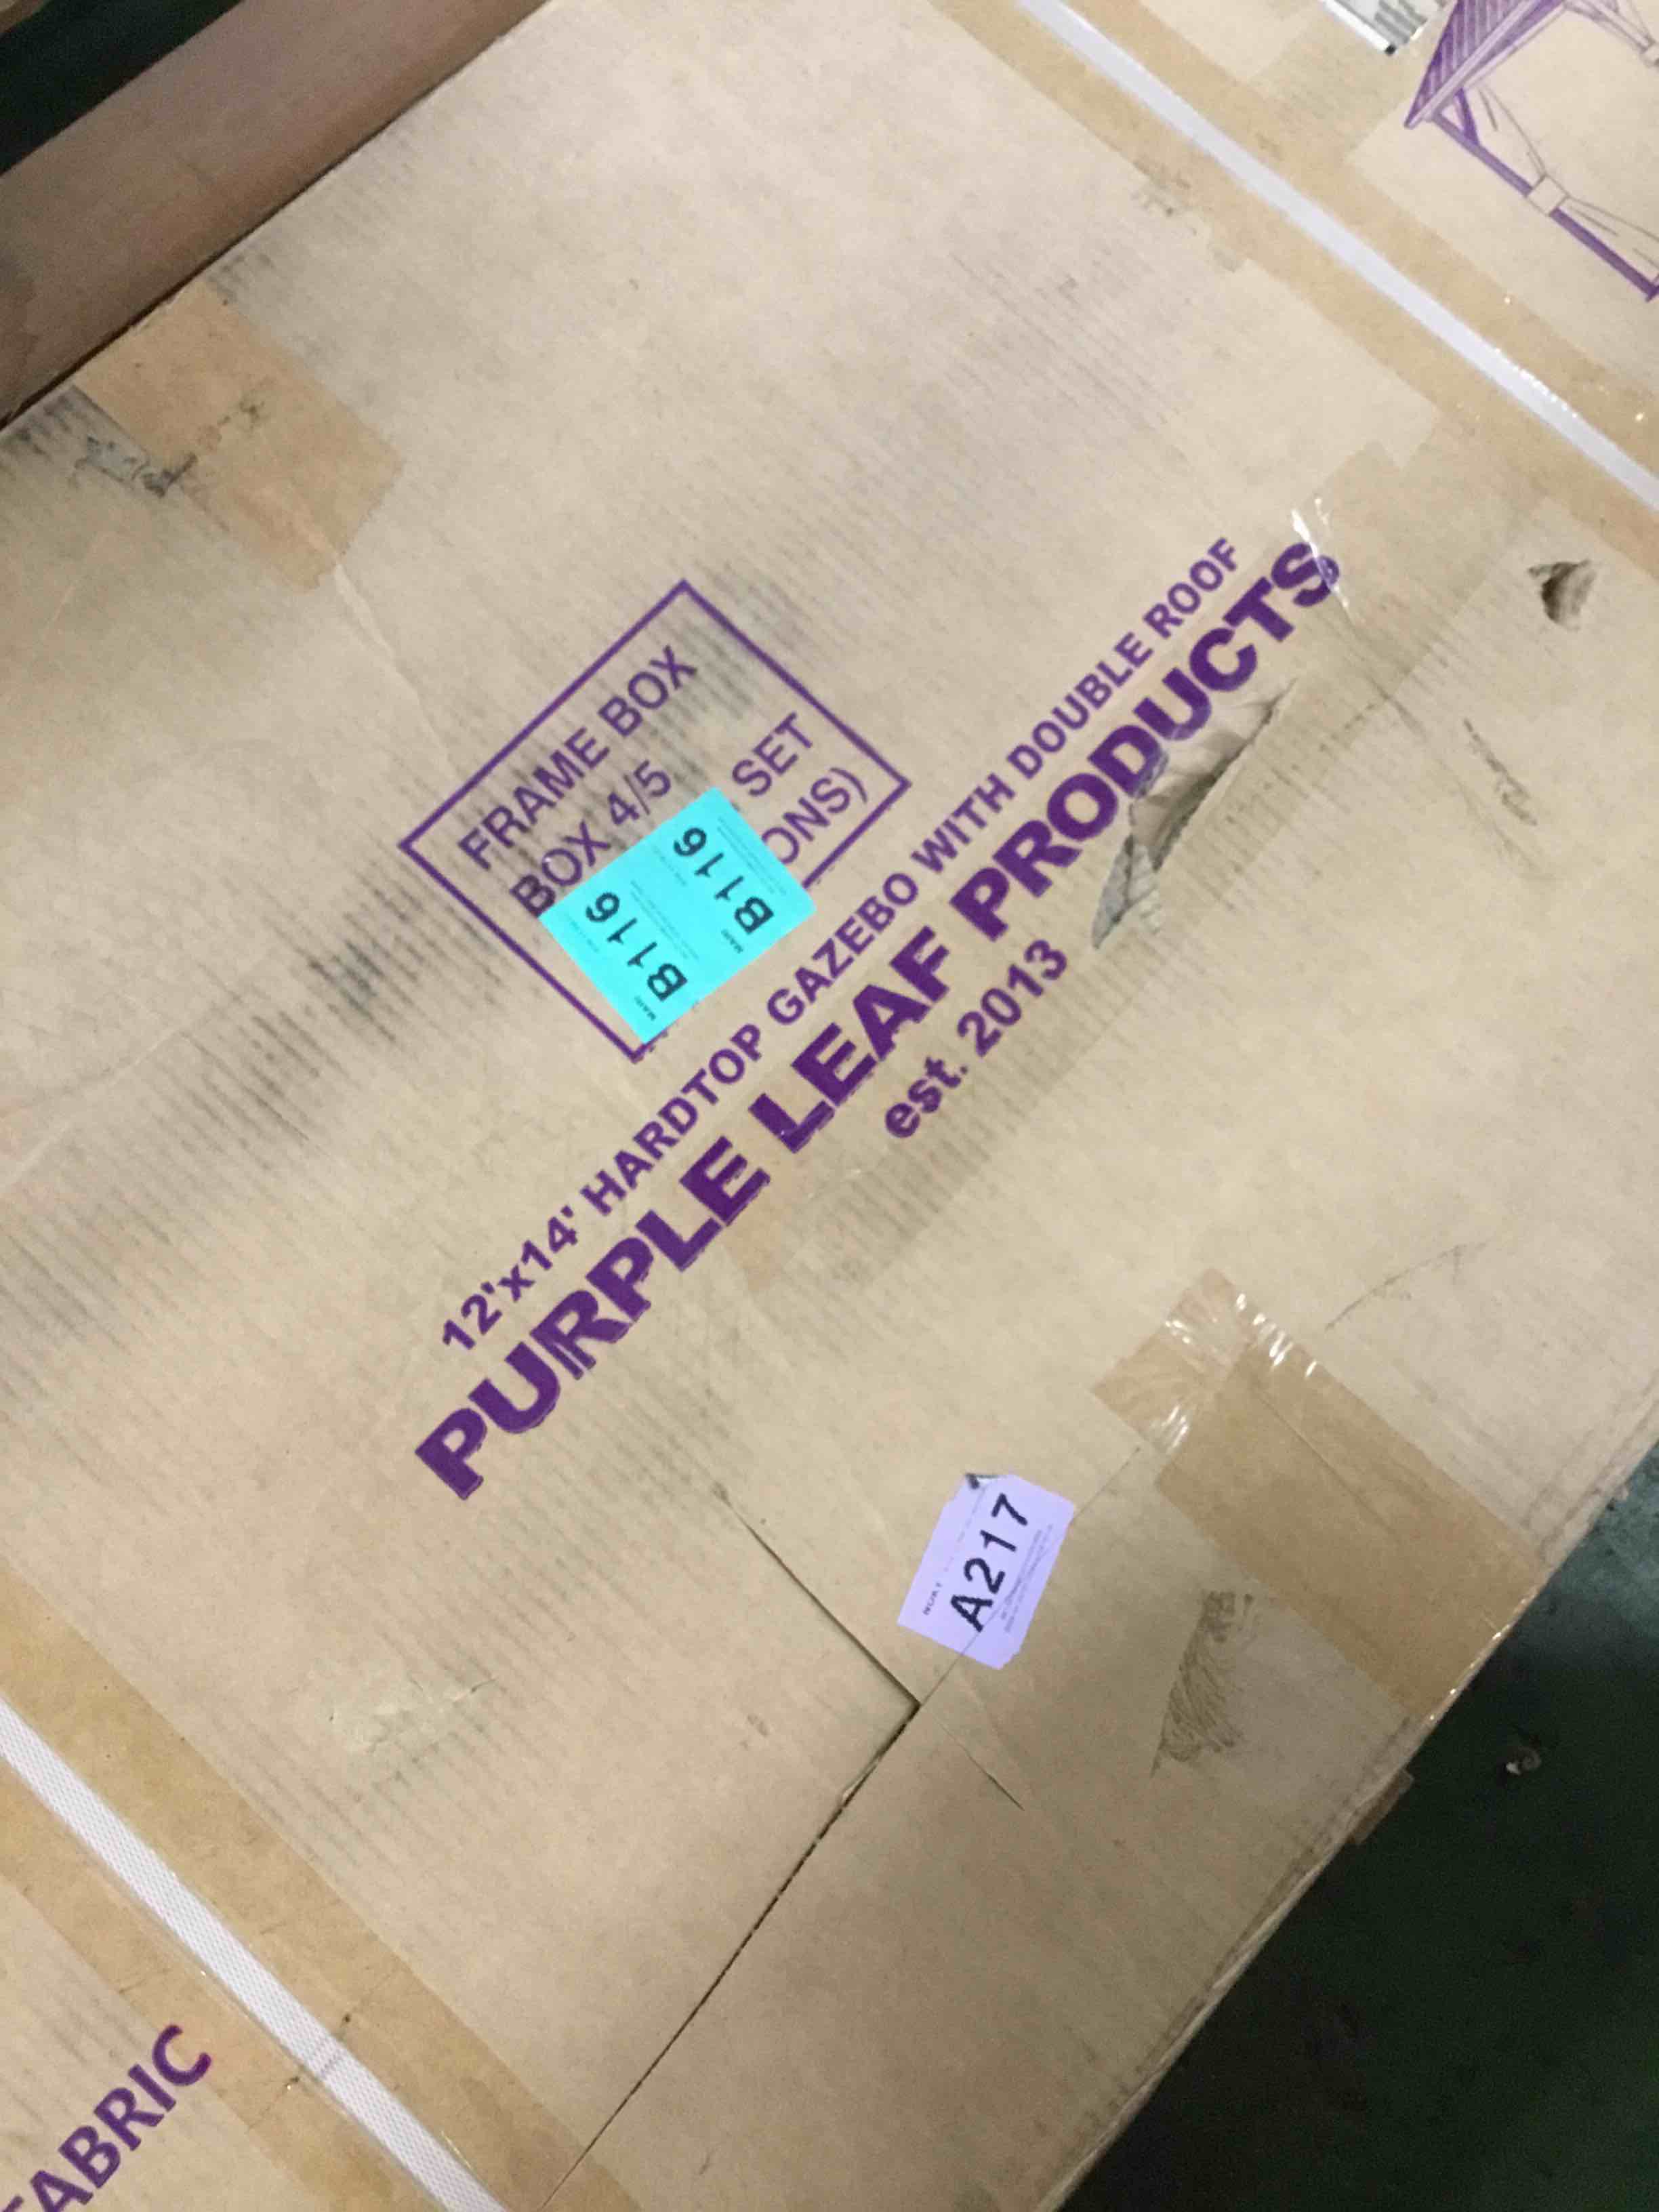 FRAME BOX
BOX 4/5
SET
ONS)
B116
B116
12'x14' HARDTOP GAZEBO WITH DOUBLE ROOF
PURPLE LEAF PRODUCTS
est. 2013
A217
FABRIC